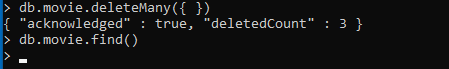 > db.movie.deleteMany({ })
{ "acknowledged" : true, "deletedCount" : 3 }
> db.movie.find()
>